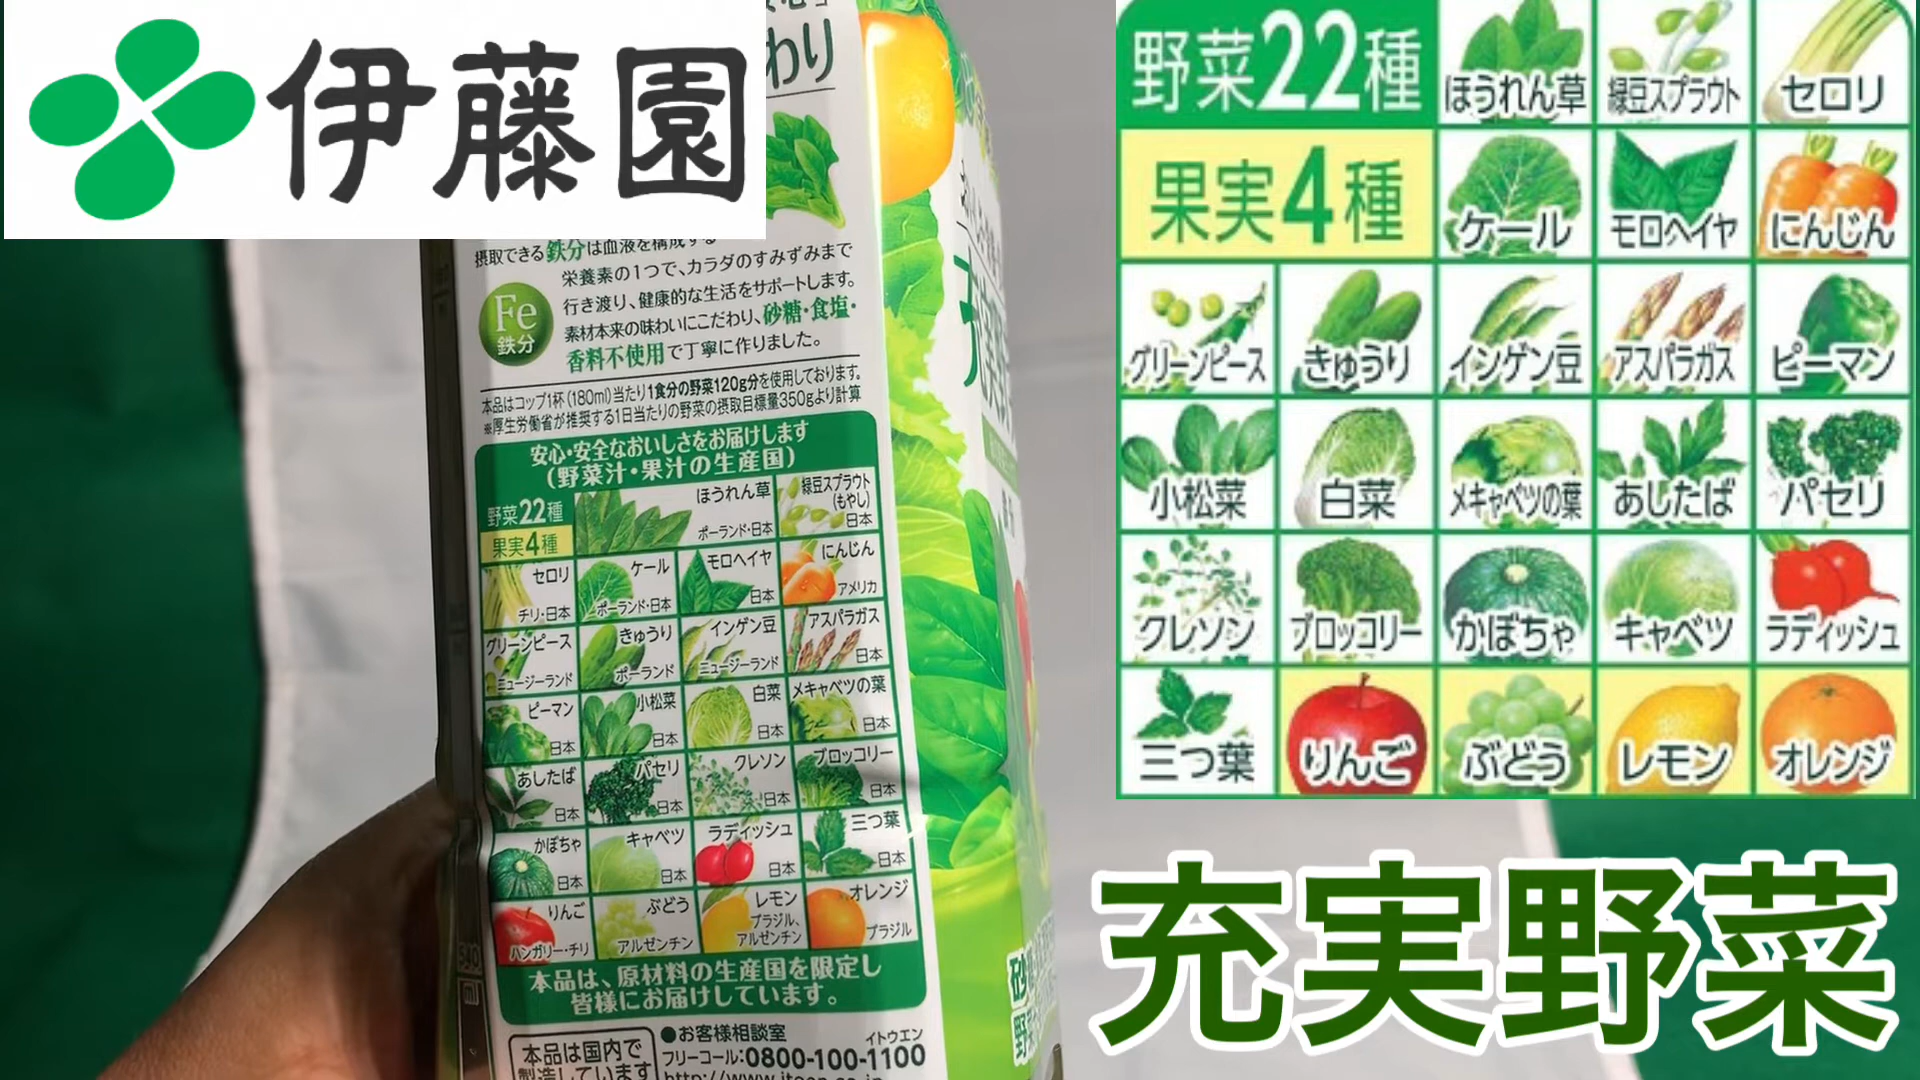 伊藤園
わり
摂取できる鉄分は血液を構成する
栄養素の1つで、カラダのすみずみまで
行き渡り、健康的な生活をサポートします。
素材本来の味わいにこだわり、砂糖・食塩・
香料不使用で丁寧に作りました。
Fe
鉄分
本品はコップ1杯(180ml)当たり1食分の野菜120g分を使用しております。
※厚生労働省が推奨する1日当たりの野菜の摂取目標量350gより計算
安心・安全なおいしさをお届けします
(野菜汁・果汁の生産国)
野菜22種
果実4種
ほうれん草
ポーランド・日本
緑豆スプラウト
(もやし)
日本
セロリ
チリ・日本
ケール
ポーランド・日本
モロヘイヤ
日本
にんじん
アメリカ
グリーンピース
ニュージーランド
きゅうり
ポーランド
インゲン豆
ニュージーランド
アスパラガス
日本
ピーマン
日本
小松菜
日本
白菜
日本
メキャベツの葉
日本
あしたば
日本
パセリ
日本
クレソン
日本
ブロッコリー
日本
かぼちゃ
日本
キャベツ
日本
ラディッシュ
日本
三つ葉
日本
りんご
ハンガリー・チリ
ぶどう
アルゼンチン
レモン
ブラジル、
アルゼンチン
オレンジ
ブラジル
本品は、原材料の生産国を限定し
皆様にお届けしています。
本品は国内で
製造しています
●お客様相談室
イトウエン
フリーコール:0800-100-1100
540
ml
野菜22種
ほうれん草
緑豆スプラウト
セロリ
果実4種
ケール
モロヘイヤ
にんじん
グリーンピース
きゅうり
インゲン豆
アスパラガス
ピーマン
小松菜
白菜
メキャベツの葉
あしたば
パセリ
クレソン
ブロッコリー
かぼちゃ
キャベツ
ラディッシュ
三つ葉
りんご
ぶどう
レモン
オレンジ
充実野菜